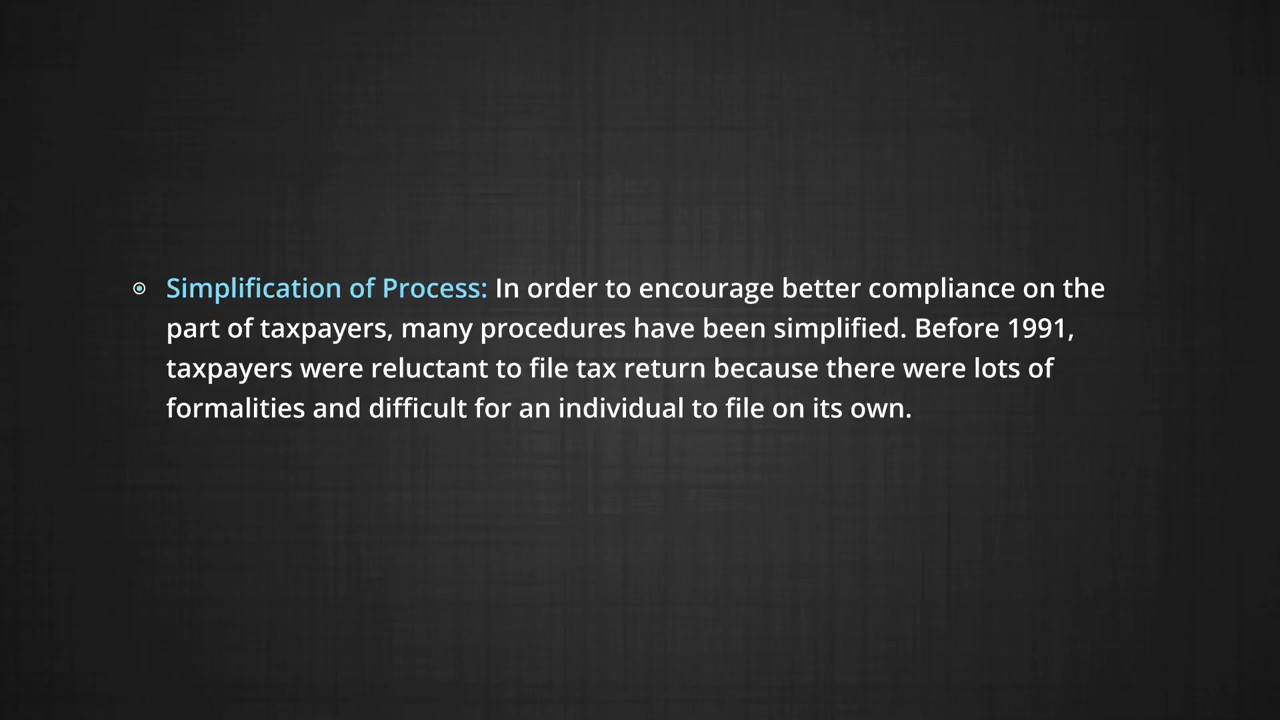 Simplification of Process: In order to encourage better compliance on the
part of taxpayers, many procedures have been simplified. Before 1991,
taxpayers were reluctant to file tax return because there were lots of
formalities and difficult for an individual to file on its own.